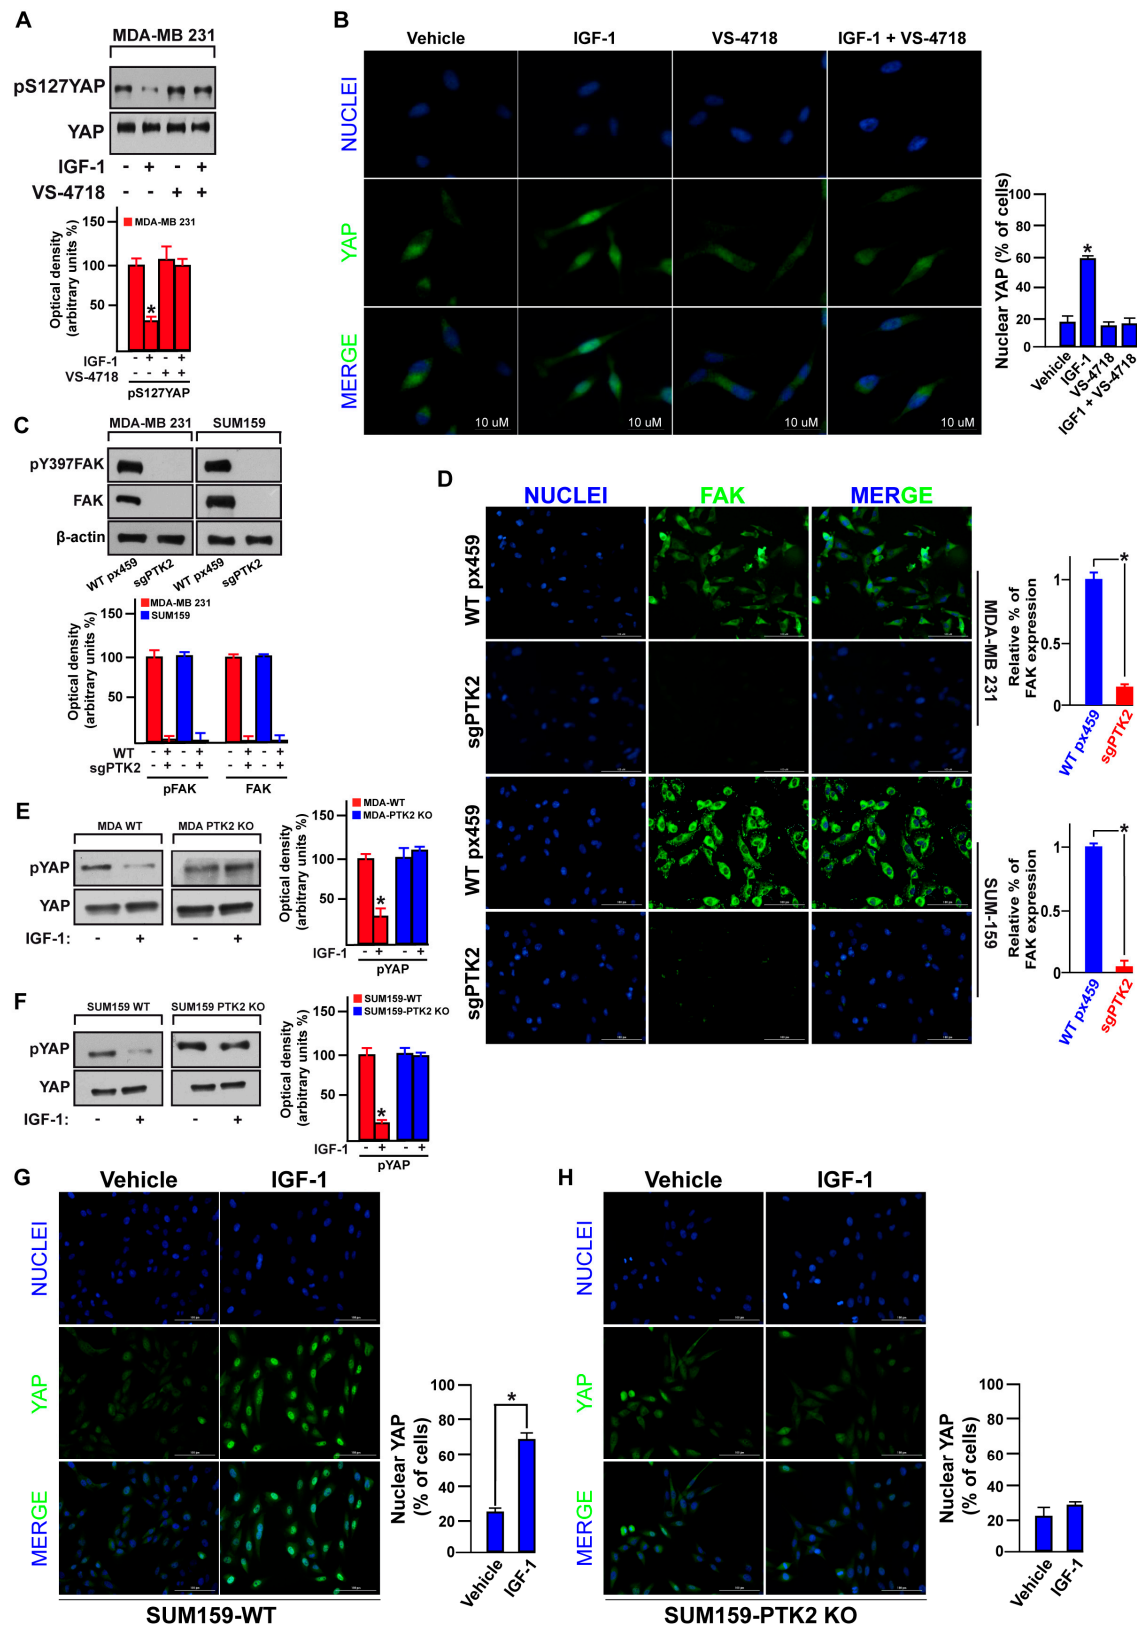 A
MDA-MB 231
pS127YAP
YAP
IGF-1 - + - +
VS-4718 - - + +
Optical density
(arbitrary units %)
150
100
50
MDA-MB 231
*
IGF-1 - + - +
VS-4718 - - + +
pS127YAP
B
Vehicle IGF-1 VS-4718 IGF-1 + VS-4718
NUCLEI
YAP
MERGE
10 uM 10 uM 10 uM 10 uM
Nuclear YAP (% of cells)
100
80
60
40
20
0
*
Vehicle
IGF-1
VS-4718
IGF1 + VS-4718
C
MDA-MB 231 SUM159
pY397FAK
FAK
β-actin
WT px459 sgPTK2 WT px459 sgPTK2
Optical density
(arbitrary units %)
150
100
50
MDA-MB 231
SUM159
- + - + - + - + WT
- + - + - + - + sgPTK2
pFAK FAK
D
NUCLEI FAK MERGE
WT px459
sgPTK2
WT px459
sgPTK2
MDA-MB 231
SUM-159
Relative % of
FAK expression
1
0.5
0
*
WT px459
sgPTK2
Relative % of
FAK expression
1
0.5
0
*
WT px459
sgPTK2
E
MDA WT MDA PTK2 KO
pYAP
YAP
IGF-1: - + - +
Optical density
(arbitrary units %)
150
100
50
MDA-WT
MDA-PTK2 KO
*
IGF-1 - + - +
pYAP
F
SUM159 WT SUM159 PTK2 KO
pYAP
YAP
IGF-1: - + - +
Optical density
(arbitrary units %)
150
100
50
SUM159-WT
SUM159-PTK2 KO
*
IGF-1 - + - +
pYAP
G
Vehicle IGF-1
NUCLEI
YAP
MERGE
SUM159-WT
Nuclear YAP
(% of cells)
100
80
60
40
20
0
*
Vehicle
IGF-1
H
Vehicle IGF-1
NUCLEI
YAP
MERGE
SUM159-PTK2 KO
Nuclear YAP
(% of cells)
100
80
60
40
20
0
Vehicle
IGF-1